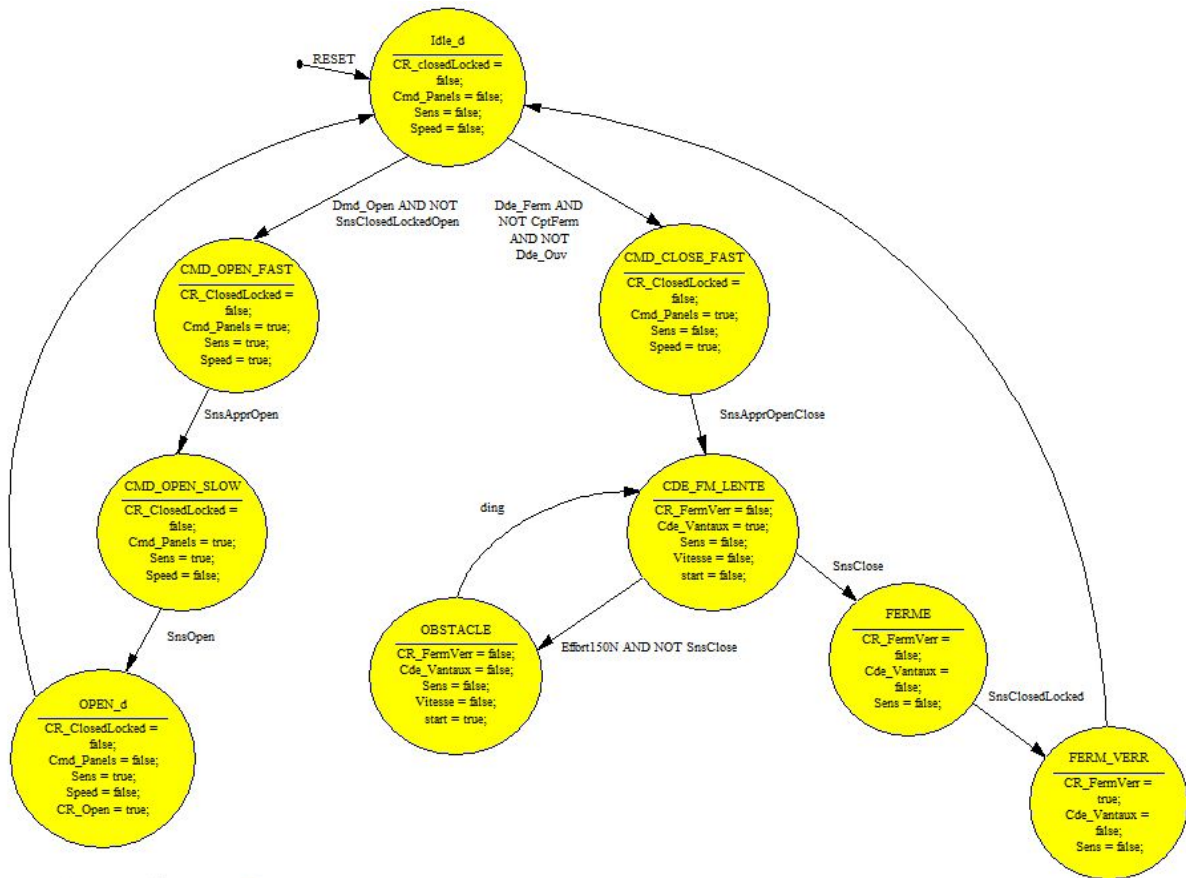 Idle_d
RESET
CR_closedLocked =
false;
Cmd_Panels = false;
Sens = false;
Speed = false;
Dmd_Open AND NOT
SnsClosedLockedOpen
Dde_Ferm AND
NOT CptFerm
AND NOT
Dde_Ouv
CMD_OPEN_FAST
CR_ClosedLocked =
false;
Cmd_Panels = true;
Sens = true;
Speed = true;
CMD_CLOSE_FAST
CR_ClosedLocked =
false;
Cmd_Panels = true;
Sens = false;
Speed = true;
SnsApprOpen
SnsApprOpenClose
CMD_OPEN_SLOW
CR_ClosedLocked =
false;
Cmd_Panels = true;
Sens = true;
Speed = false;
ding
CDE_FM_LENTE
CR_FermVerr = false;
Cde_Vantaux = true;
Sens = false;
Vitesse = false;
start = false;
SnsClose
SnsOpen
OBSTACLE
CR_FermVerr = false;
Cde_Vantaux = false;
Sens = false;
Vitesse = false;
start = true;
Effort150N AND NOT SnsClose
FERME
CR_FermVerr =
false;
Cde_Vantaux =
false;
Sens = false;
SnsClosedLocked
OPEN_d
CR_ClosedLocked =
false;
Cmd_Panels = false;
Sens = true;
Speed = false;
CR_Open = true;
FERM_VERR
CR_FermVerr =
true;
Cde_Vantaux =
false;
Sens = false;